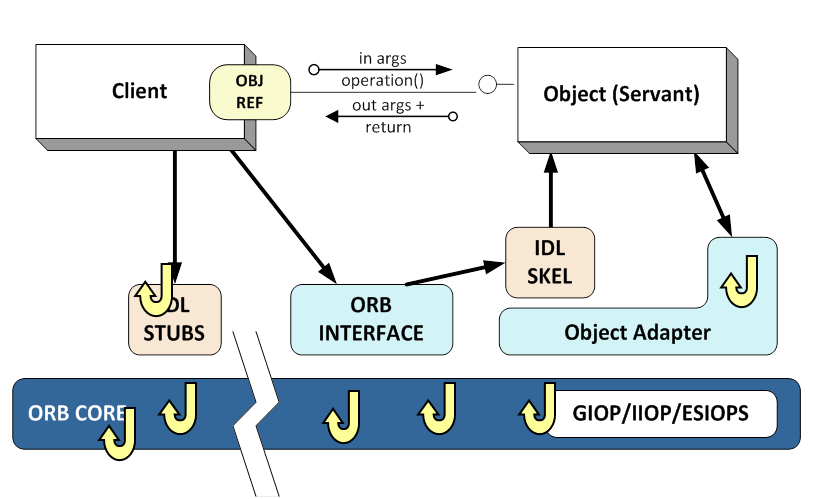 Client
OBJ
REF
in args
operation()
out args +
return
Object (Servant)
IDL
SKEL
DL
STUBS
ORB
INTERFACE
Object Adapter
ORB CORE
GIOP/IIOP/ESIOPS